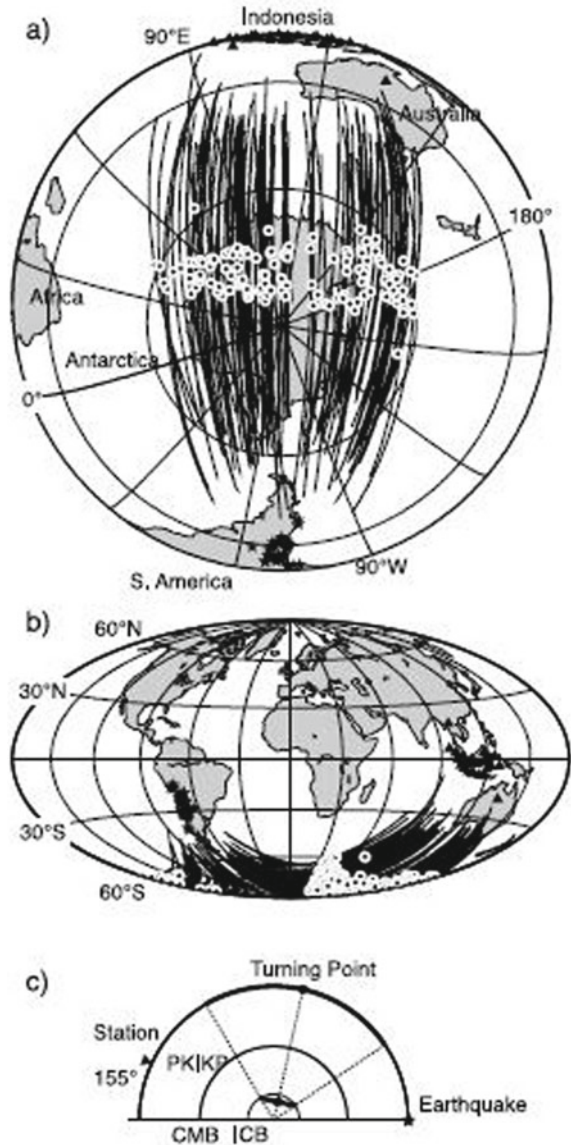 a)
Indonesia
90°E
Australia
180°
Africa
Antarctica
0°
S. America
90°W
b)
60°N
30°N
30°S
60°S
c)
Turning Point
Station
155°
PK|KP
Earthquake
CMB |CB